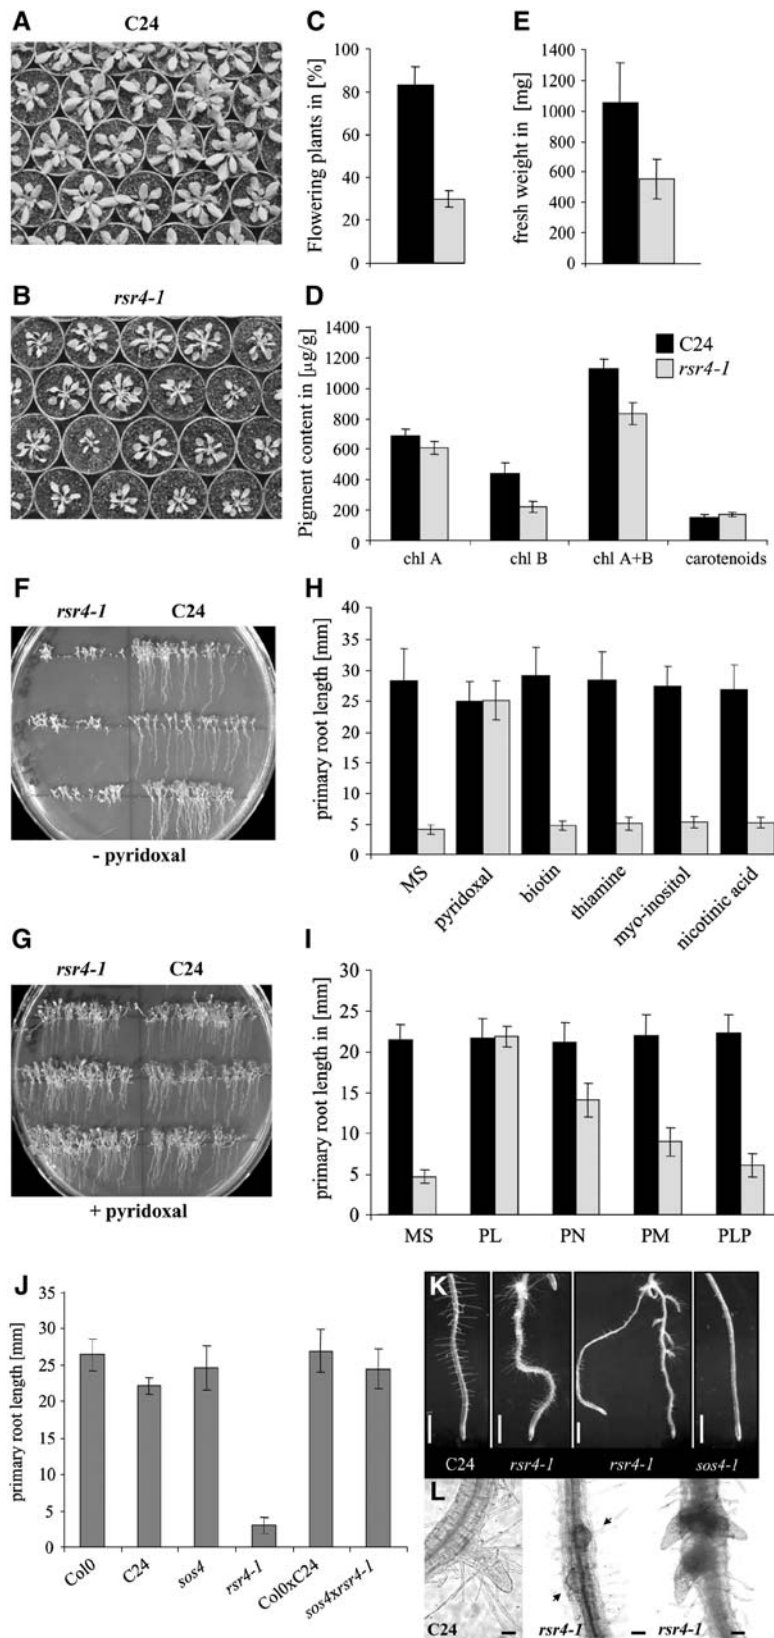 A
C24
B
rsr4-1
C
Flowering plants in [%]
100
80
60
40
20
0
E
fresh weight in [mg]
1400
1200
1000
800
600
400
200
0
D
Pigment content in [µg/g]
1400
1200
1000
800
600
400
200
0
C24
rsr4-1
chl A
chl B
chl A+B
carotenoids
F
rsr4-1
C24
- pyridoxal
H
primary root length [mm]
40
35
30
25
20
15
10
5
0
MS
pyridoxal
biotin
thiamine
myo-inositol
nicotinic acid
G
rsr4-1
C24
+ pyridoxal
I
primary root length in [mm]
30
25
20
15
10
5
0
MS
PL
PN
PM
PLP
J
primary root length [mm]
35
30
25
20
15
10
5
0
Col0
C24
sos4
rsr4-1
Col0xC24
sos4xrsr4-1
K
C24
rsr4-1
rsr4-1
sos4-1
L
C24
rsr4-1
rsr4-1